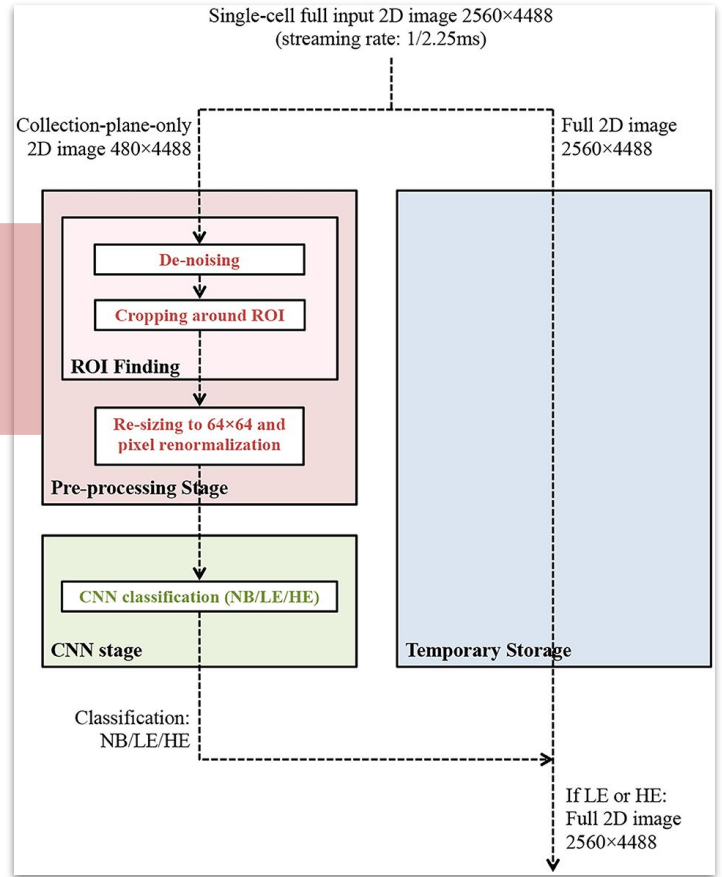 Single-cell full input 2D image 2560×4488
(streaming rate: 1/2.25ms)
Collection-plane-only
2D image 480×4488
Full 2D image
2560×4488
De-noising
Cropping around ROI
ROI Finding
Re-sizing to 64×64 and
pixel renormalization
Pre-processing Stage
CNN classification (NB/LE/HE)
CNN stage
Temporary Storage
Classification:
NB/LE/HE
If LE or HE:
Full 2D image
2560×4488